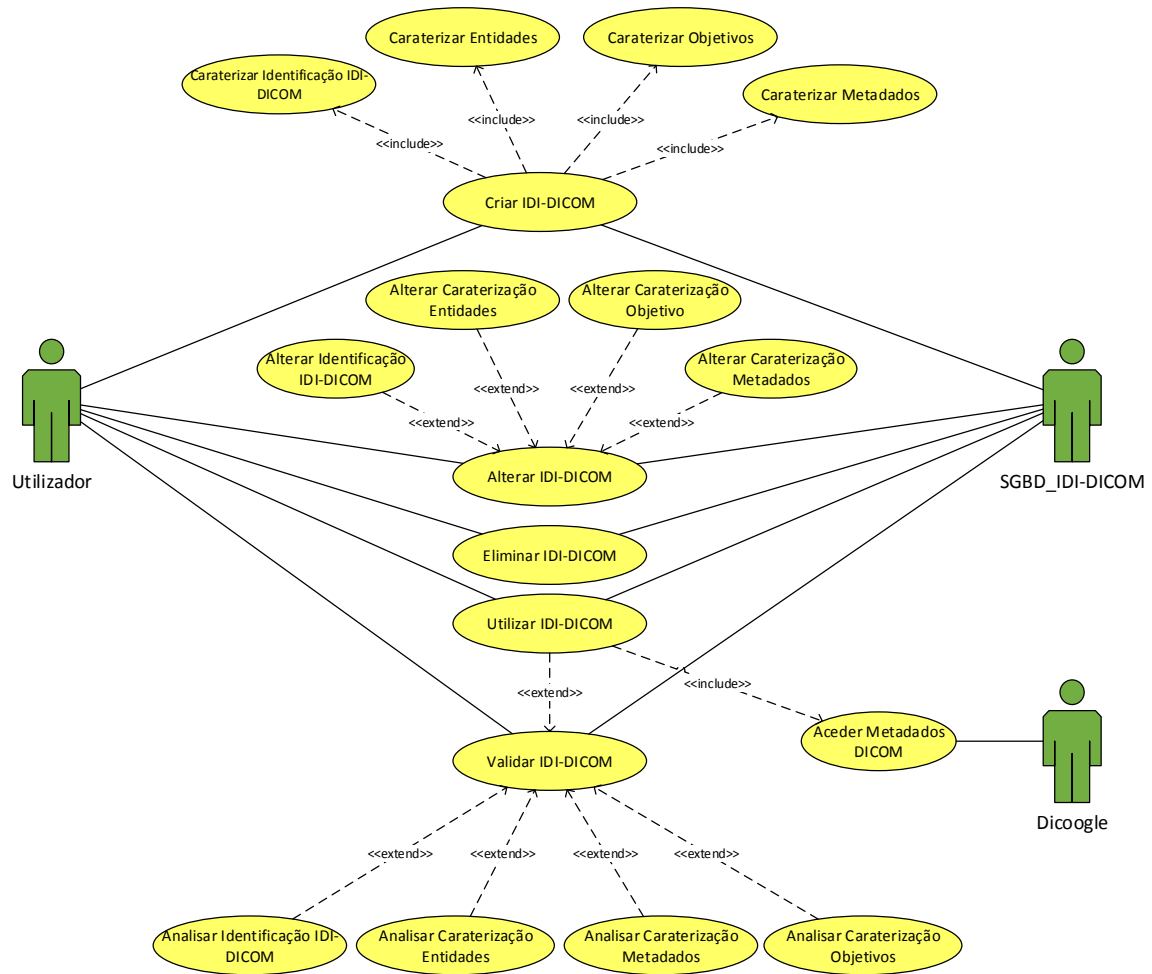 Caraterizar Entidades
Caraterizar Objetivos
Caraterizar Identificação IDI-
DICOM
Caraterizar Metadados
<<include>>
<<include>>
<<include>>
<<include>>
Criar IDI-DICOM
Alterar Caraterização
Entidades
Alterar Caraterização
Objetivo
Alterar Identificação
IDI-DICOM
Alterar Caraterização
Metadados
<<extend>>
<<extend>>
<<extend>>
<<extend>>
Alterar IDI-DICOM
Utilizador
SGBD_IDI-DICOM
Eliminar IDI-DICOM
Utilizar IDI-DICOM
<<extend>>
<<include>>
Aceder Metadados
DICOM
Validar IDI-DICOM
Dicoogle
<<extend>>
<<extend>>
<<extend>>
<<extend>>
Analisar Identificação IDI-
DICOM
Analisar Caraterização
Entidades
Analisar Caraterização
Metadados
Analisar Caraterização
Objetivos